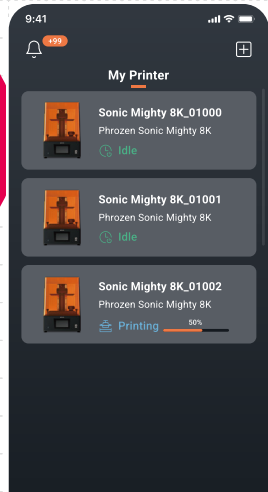 9:41
+99
My Printer
Sonic Mighty 8K_01000
Phrozen Sonic Mighty 8K
Idle
Sonic Mighty 8K_01001
Phrozen Sonic Mighty 8K
Idle
Sonic Mighty 8K_01002
Phrozen Sonic Mighty 8K
Printing 50%